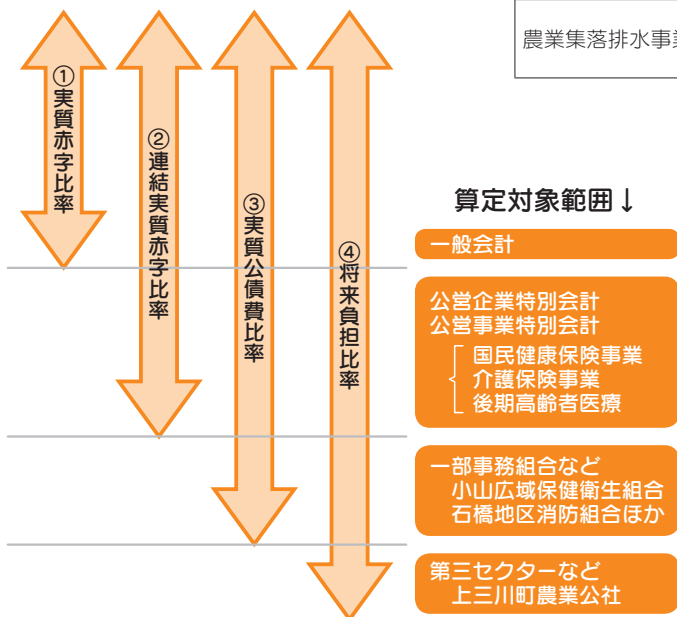 農業集落排水事業
①実質赤字比率
②連結実質赤字比率
③実質公債費比率
④将来負担比率
算定対象範囲↓
一般会計
公営企業特別会計
公営事業特別会計
国民健康保険事業
介護保険事業
後期高齢者医療
一部事務組合など
小山広域保健衛生組合
石橋地区消防組合ほか
第三セクターなど
上三川町農業公社